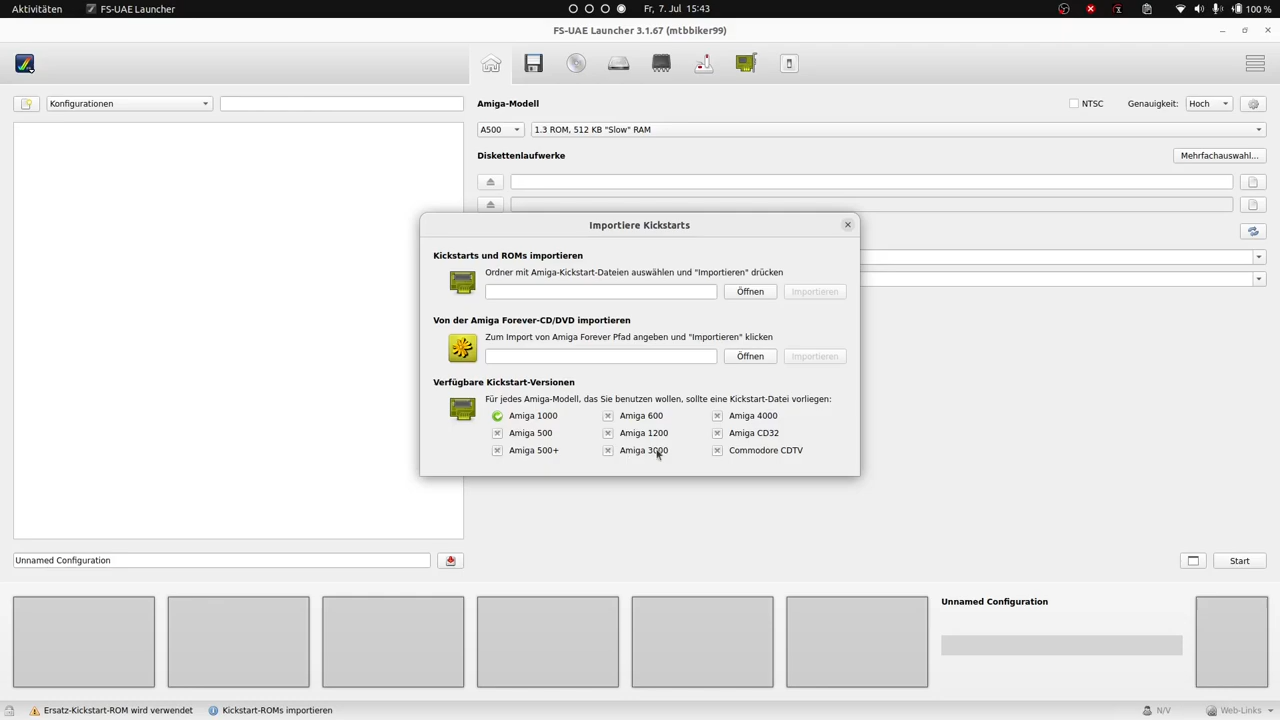 Aktivitäten
FS-UAE Launcher
Fr, 7. Jul 15:43
100 %
FS-UAE Launcher 3.1.67 (mtbbiker99)
Konfigurationen
Amiga-Modell
NTSC
Genauigkeit:
Hoch
A500
1.3 ROM, 512 KB "Slow" RAM
Diskettenlaufwerke
Mehrfachauswahl...
Importiere Kickstarts
Kickstarts und ROMs importieren
Ordner mit Amiga-Kickstart-Dateien auswählen und "Importieren" drücken
Öffnen
Importieren
Von der Amiga Forever-CD/DVD importieren
Zum Import von Amiga Forever Pfad angeben und "Importieren" klicken
Öffnen
Importieren
Verfügbare Kickstart-Versionen
Für jedes Amiga-Modell, das Sie benutzen wollen, sollte eine Kickstart-Datei vorliegen:
Amiga 1000
Amiga 600
Amiga 4000
Amiga 500
Amiga 1200
Amiga CD32
Amiga 500+
Amiga 3000
Commodore CDTV
Unnamed Configuration
Start
Unnamed Configuration
Ersatz-Kickstart-ROM wird verwendet
Kickstart-ROMs importieren
N/V
Web-Links